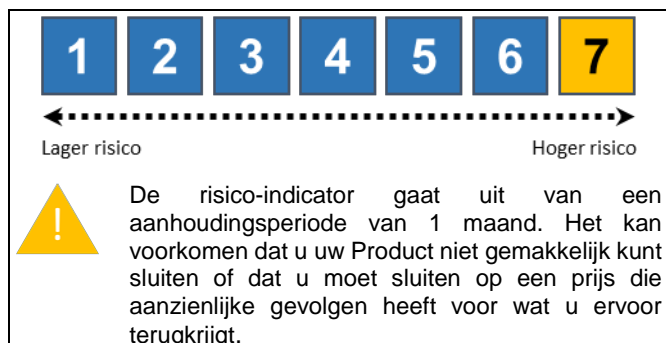 1 2 3 4 5 6 7
Lager risico Hoger risico
!
De risico-indicator gaat uit van een
aanhoudingsperiode van 1 maand. Het kan
voorkomen dat u uw Product niet gemakkelijk kunt
sluiten of dat u moet sluiten op een prijs die
aanzienlijke gevolgen heeft voor wat u ervoor
terugkrijgt.